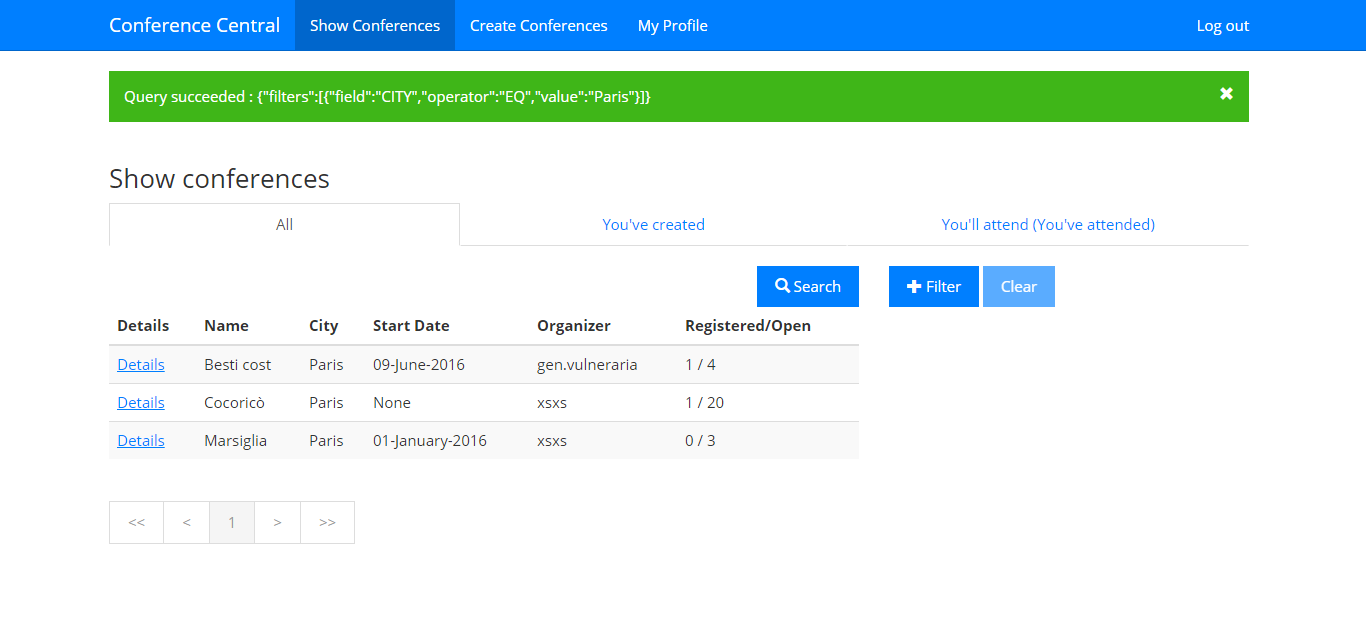 Conference Central Show Conferences Create Conferences My Profile Log out
Query succeeded : {"filters":[{"field":"CITY","operator":"EQ","value":"Paris"}]} ✖
Show conferences
All You've created You'll attend (You've attended)
Search Filter Clear
Details Name City Start Date Organizer Registered/Open
Details Besti cost Paris 09-June-2016 gen.vulneraria 1 / 4
Details Cocoricò Paris None xsxs 1 / 20
Details Marsiglia Paris 01-January-2016 xsxs 0 / 3
<< < 1 > >>